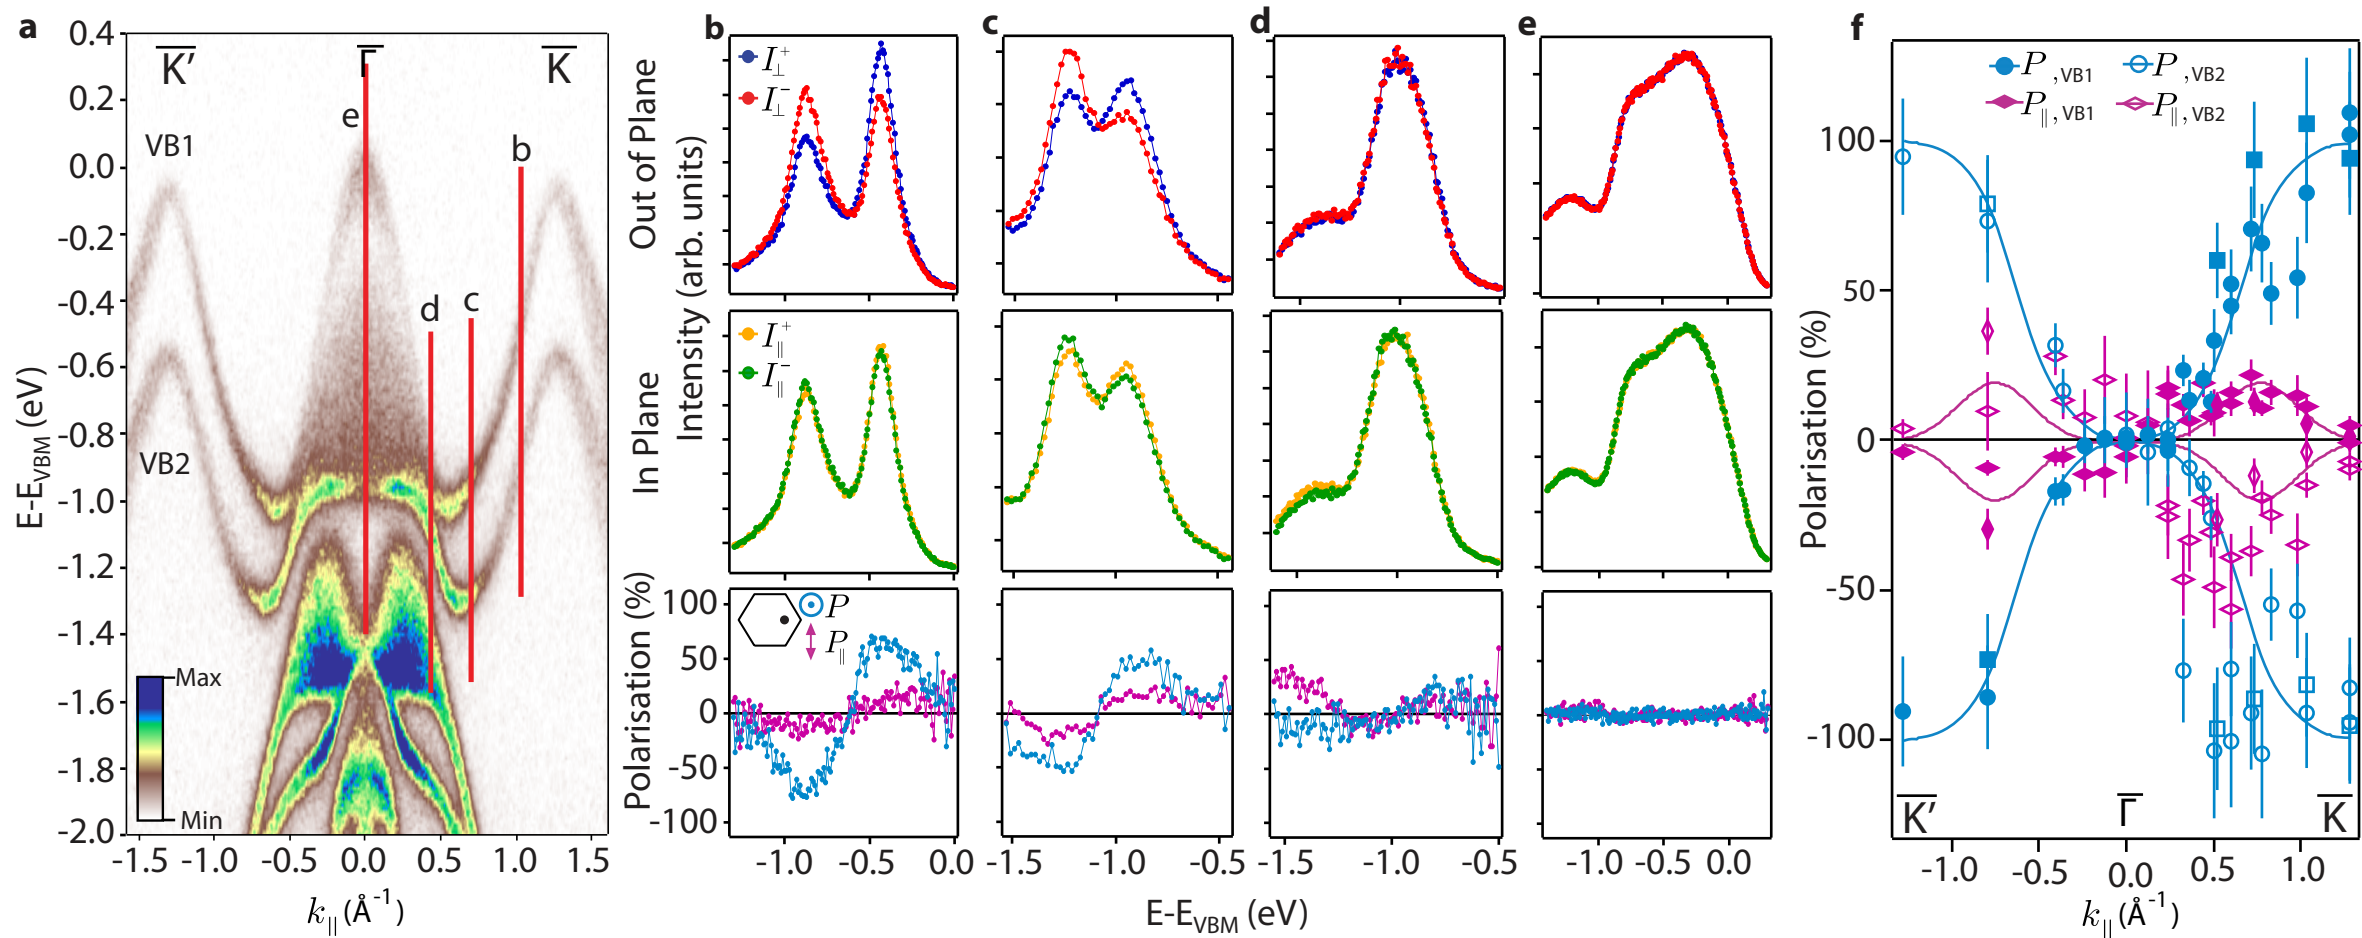 a
0.4
0.2
0.0
-0.2
-0.4
-0.6
-0.8
-1.0
-1.2
-1.4
-1.6
-1.8
-2.0
E-E_VBM (eV)
K′
Γ
K
VB1
VB2
e
b
d
c
Max
Min
-1.5 -1.0 -0.5 0.0 0.5 1.0 1.5
k_∥ (Å⁻¹)
b
c
d
e
Out of Plane
In Plane
Intensity (arb. units)
I⊥⁺
I⊥⁻
I∥⁺
I∥⁻
Polarisation (%)
100
50
0
-50
-100
P
P∥
-1.0 -0.5 0.0
-1.5 -1.0 -0.5
-1.5 -1.0 -0.5
-1.0 0.0
E-E_VBM (eV)
f
P ,VB1 P ,VB2
P∥,VB1 P∥,VB2
Polarisation (%)
100
50
0
-50
-100
K′
Γ
K
-1.0 -0.5 0.0 0.5 1.0
k_∥ (Å⁻¹)